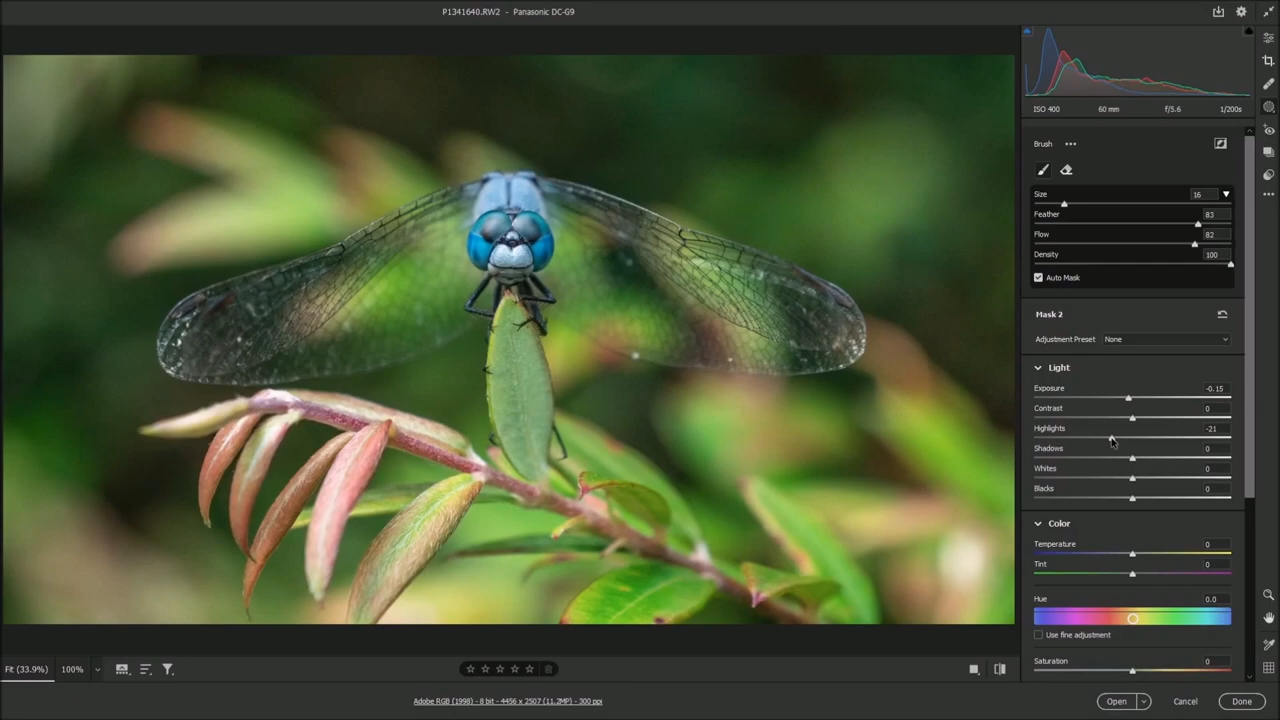 P1341640.RW2 - Panasonic DC-G9
ISO 400 60 mm f/5.6 1/200s
Brush
Size 16
Feather 83
Flow 82
Density 100
Auto Mask
Mask 2
Adjustment Preset None
Light
Exposure -0.15
Contrast 0
Highlights -21
Shadows 0
Whites 0
Blacks 0
Color
Temperature 0
Tint 0
Hue 0.0
Use fine adjustment
Saturation 0
Fit (33.9%) 100%
Adobe RGB (1998) - 8 bit - 4456 x 2507 (11.2MP) - 300 ppi
Open Cancel Done